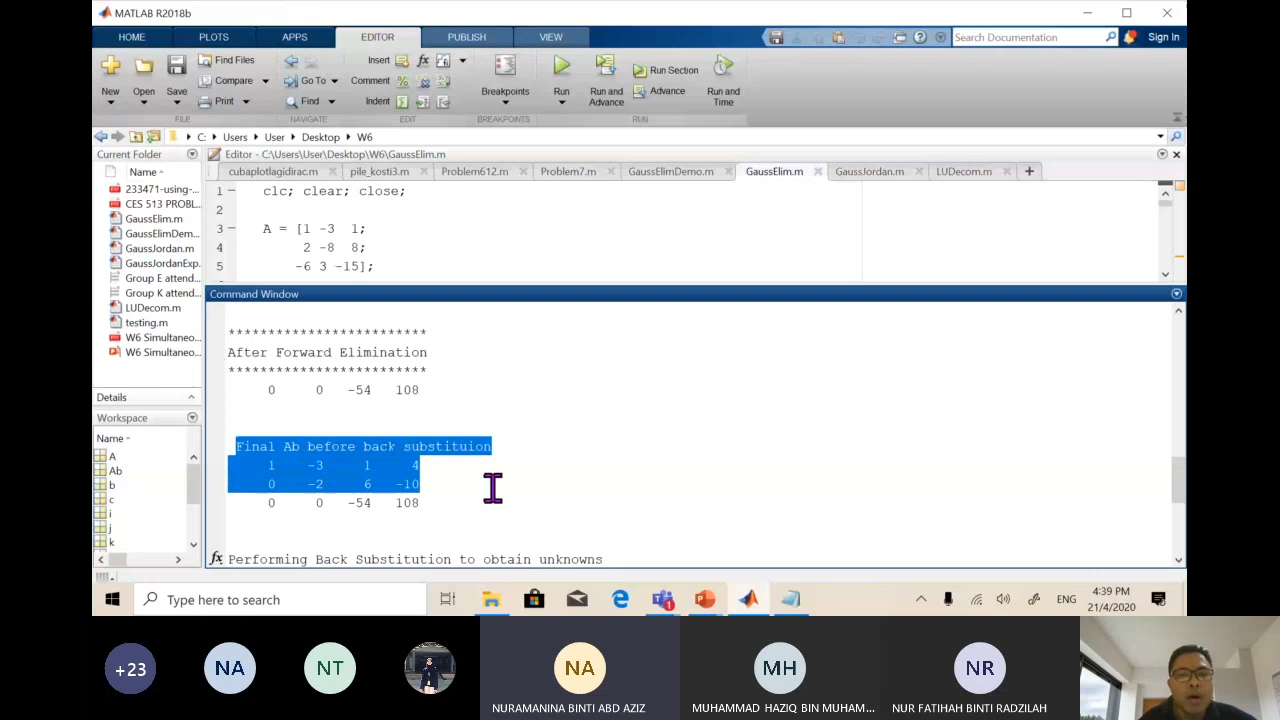 MATLAB R2018b
HOME PLOTS APPS EDITOR PUBLISH VIEW
Search Documentation
Sign In
New Open Save
Find Files
Compare
Print
FILE
Go To
Find
NAVIGATE
Insert fx
Comment
Indent
EDIT
Breakpoints
BREAKPOINTS
Run
Run and Advance
Run Section
Advance
Run and Time
RUN
C: Users User Desktop W6
Current Folder
Editor - C:\Users\User\Desktop\W6\GaussElim.m
Name
cubaplotlagidirac.m pile_kosti3.m Problem612.m Problem7.m GaussElimDemo.m GaussElim.m GaussJordan.m LUDecom.m
233471-using-...
CES 513 PROBL...
GaussElim.m
GaussElimDem...
GaussJordan.m
GaussJordanExp...
Group E attend...
Group K attend...
LUDecom.m
testing.m
W6 Simultaneo...
W6 Simultaneo...
Details
Workspace
Name
A
Ab
b
c
i
j
k
1 clc; clear; close;
2
3 A = [1 -3 1;
4 2 -8 8;
5 -6 3 -15];
Command Window
*************************
After Forward Elimination
*************************
0 0 -54 108
Final Ab before back substituion
1 -3 1 4
0 -2 6 -10
0 0 -54 108
fx Performing Back Substitution to obtain unknowns
Type here to search
1
ENG
4:39 PM
21/4/2020
+23
NA
NT
NA
MH
NR
NURAMANINA BINTI ABD AZIZ
MUHAMMAD HAZIQ BIN MUHAM...
NUR FATIHAH BINTI RADZILAH